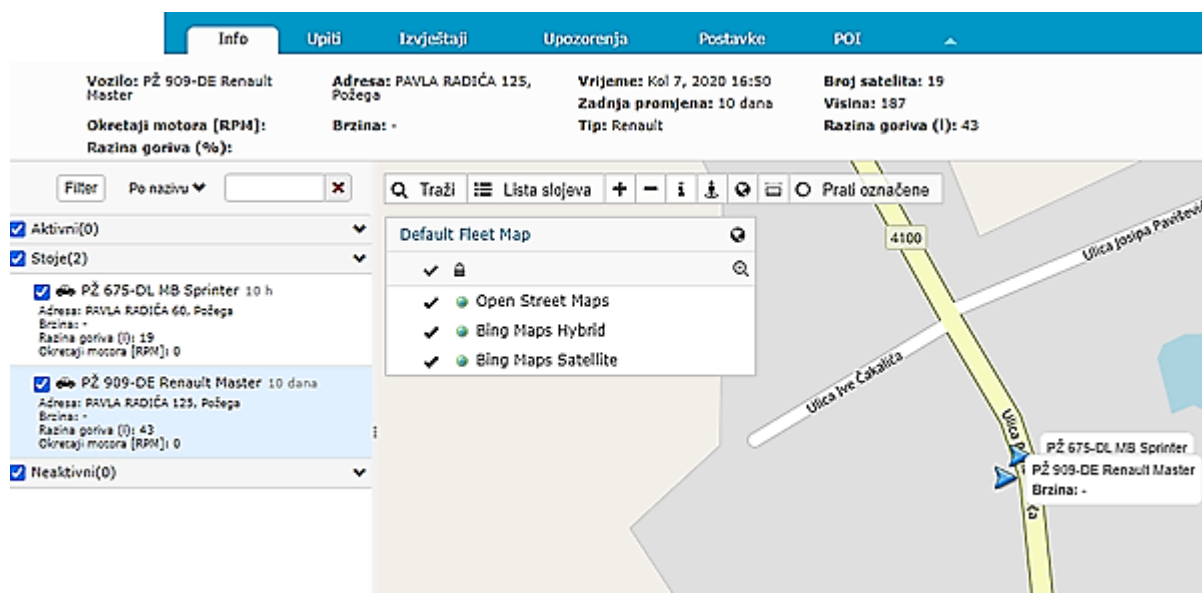 Info Upiti Izvještaji Upozorenja Postavke POI
Vozilo: PŽ 909-DE Renault Master
Adresa: PAVLA RADIĆA 125, Požega
Vrijeme: Kol 7, 2020 16:50
Broj satelita: 19
Zadnja promjena: 10 dana
Visina: 187
Okretaji motora [RPM]:
Brzina: -
Tip: Renault
Razina goriva (l): 43
Razina goriva (%):
Filter Po nazivu
Traži Lista slojeva Prati označene
Aktivni(0)
Stoje(2)
PŽ 675-DL MB Sprinter 10 h
Adresa: PAVLA RADIĆA 60, Požega
Brzina: -
Razina goriva (l): 19
Okretaji motora [RPM]: 0
PŽ 909-DE Renault Master 10 dana
Adresa: PAVLA RADIĆA 125, Požega
Brzina: -
Razina goriva (l): 43
Okretaji motora [RPM]: 0
Neaktivni(0)
Default Fleet Map
Open Street Maps
Bing Maps Hybrid
Bing Maps Satellite
4100
Ulica Josipa
Ulica Ive Čakalića
Ulica
PŽ 675-DL MB Sprinter
PŽ 909-DE Renault Master
Brzina: -